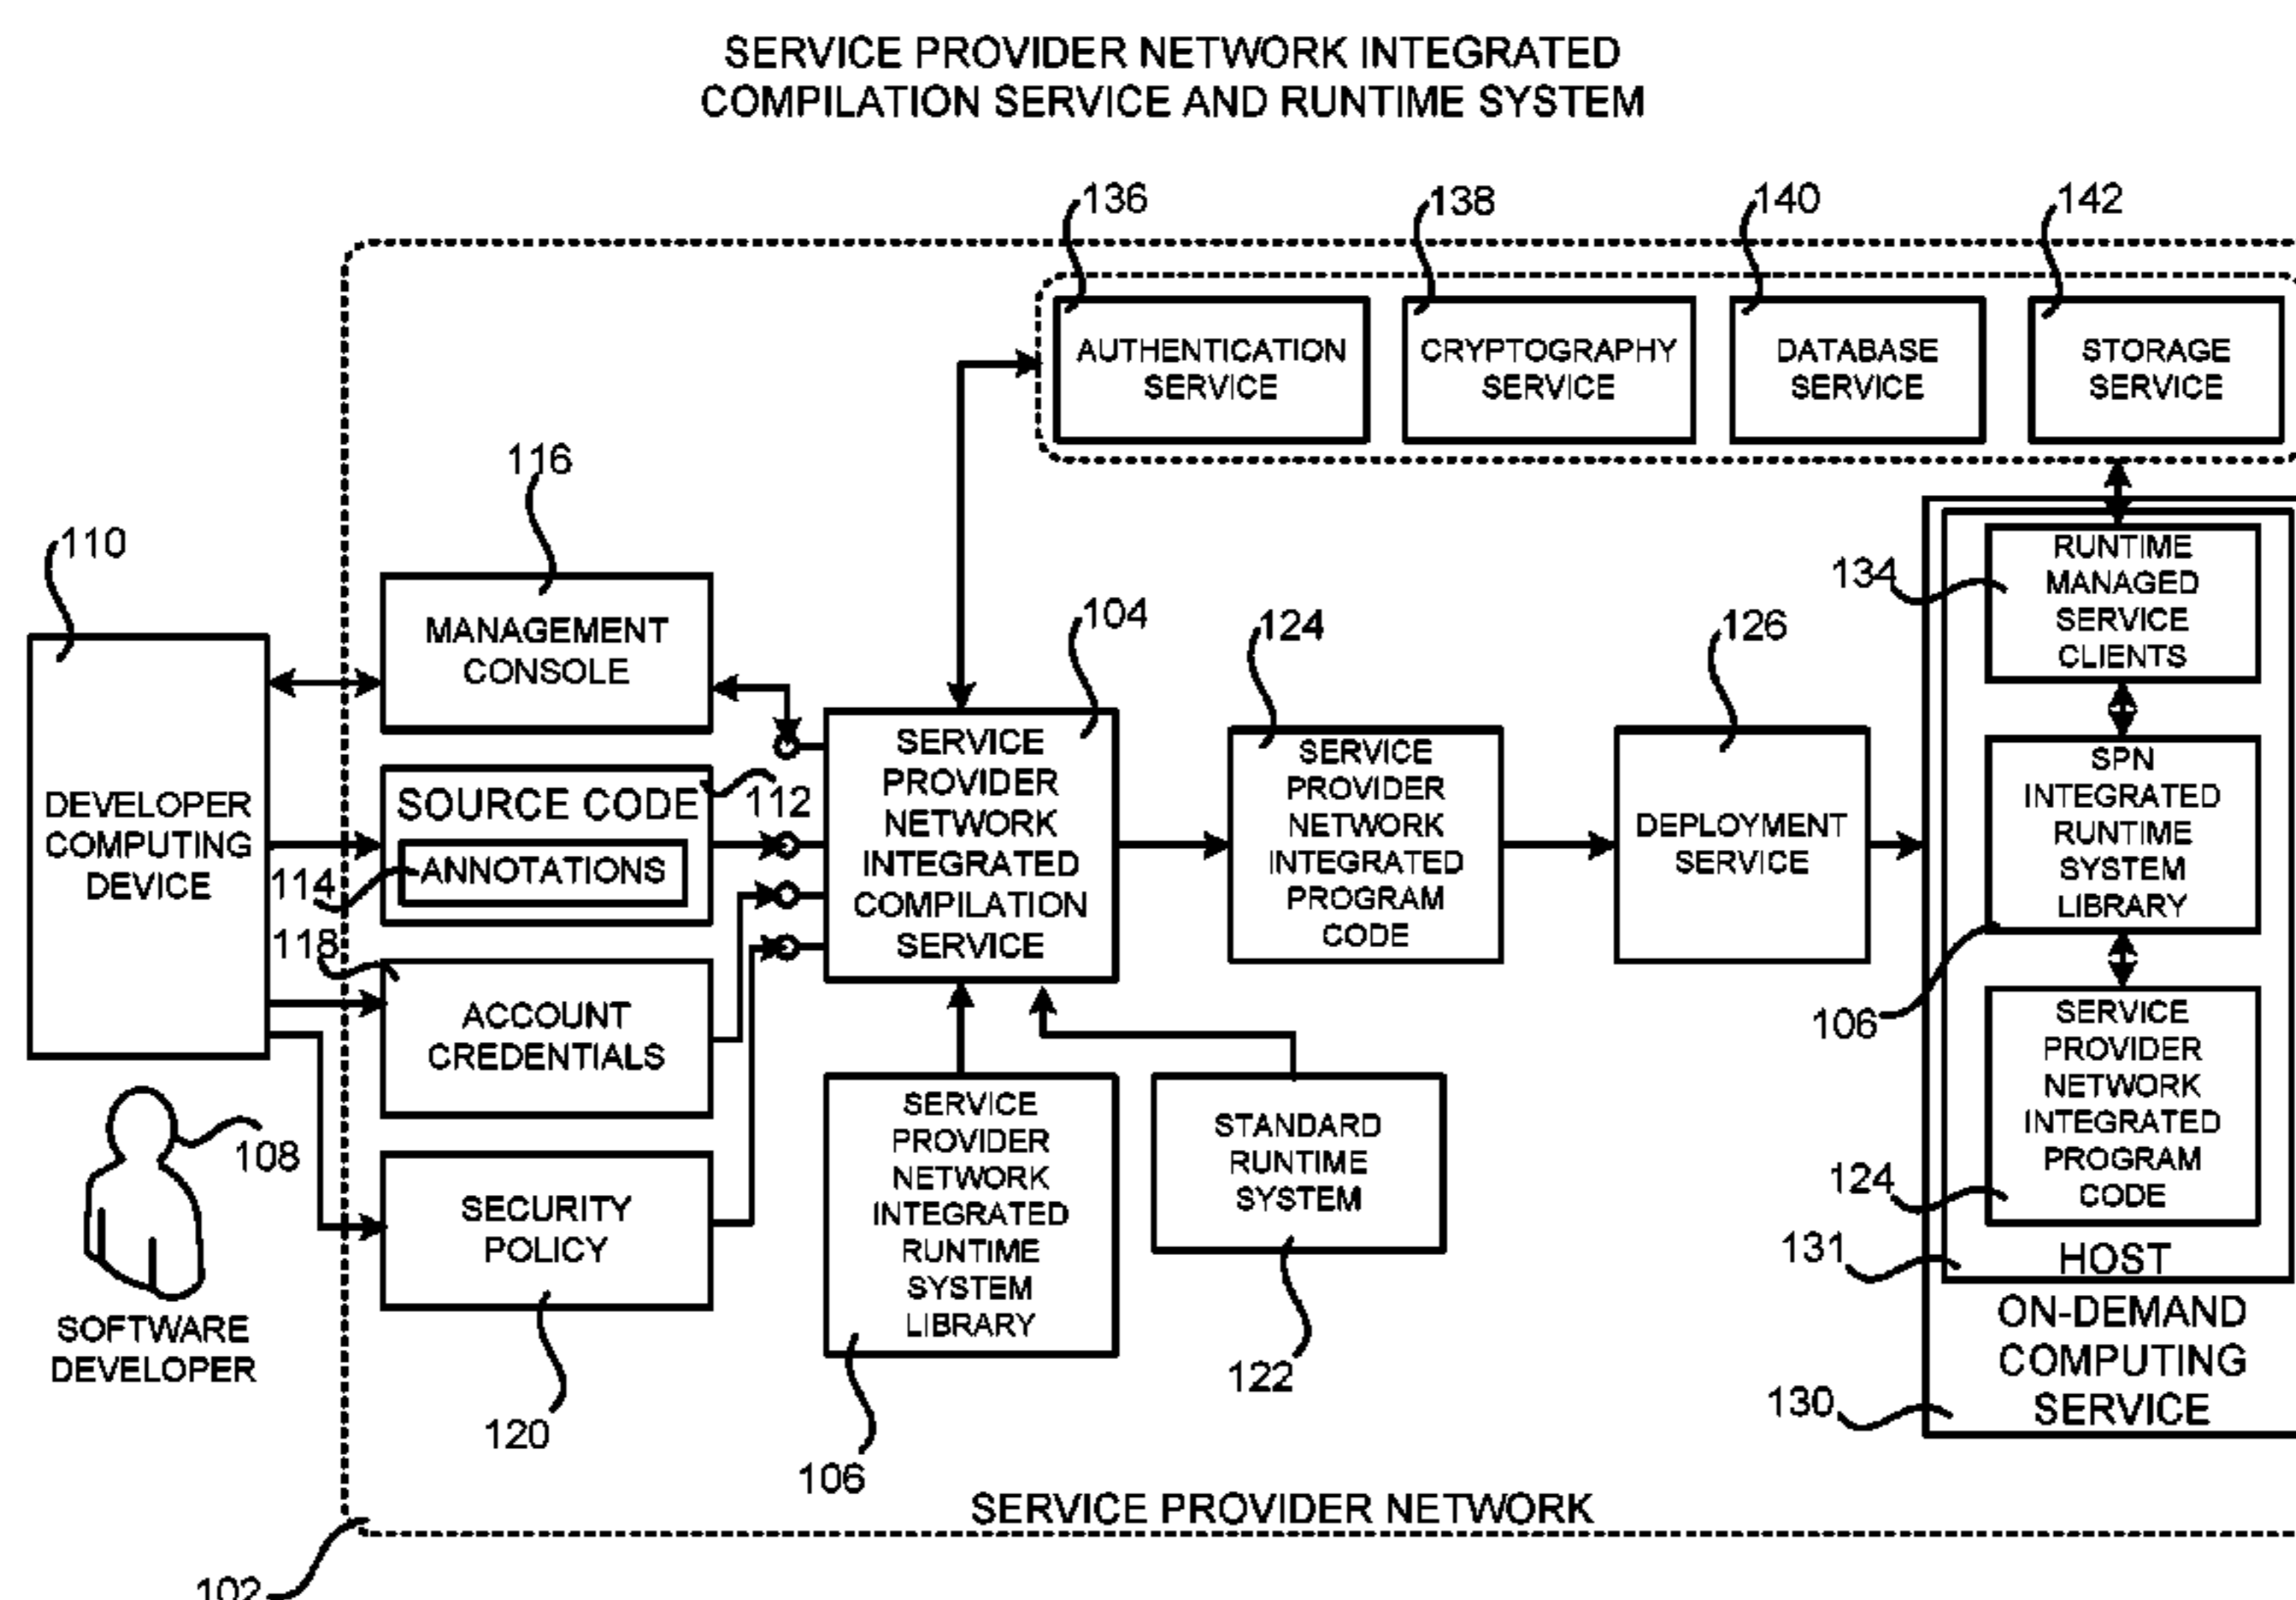 SERVICE PROVIDER NETWORK INTEGRATED
COMPILATION SERVICE AND RUNTIME SYSTEM
136
138
140
142
AUTHENTICATION
SERVICE
CRYPTOGRAPHY
SERVICE
DATABASE
SERVICE
STORAGE
SERVICE
116
110
MANAGEMENT
CONSOLE
104
124
126
134
RUNTIME
MANAGED
SERVICE
CLIENTS
DEVELOPER
COMPUTING
DEVICE
SOURCE CODE
112
ANNOTATIONS
114
118
SERVICE
PROVIDER
NETWORK
INTEGRATED
COMPILATION
SERVICE
SERVICE
PROVIDER
NETWORK
INTEGRATED
PROGRAM
CODE
DEPLOYMENT
SERVICE
SPN
INTEGRATED
RUNTIME
SYSTEM
LIBRARY
106
ACCOUNT
CREDENTIALS
SERVICE
PROVIDER
NETWORK
INTEGRATED
PROGRAM
CODE
124
108
SOFTWARE
DEVELOPER
SECURITY
POLICY
120
SERVICE
PROVIDER
NETWORK
INTEGRATED
RUNTIME
SYSTEM
LIBRARY
106
STANDARD
RUNTIME
SYSTEM
122
131
HOST
ON-DEMAND
COMPUTING
SERVICE
130
SERVICE PROVIDER NETWORK
102